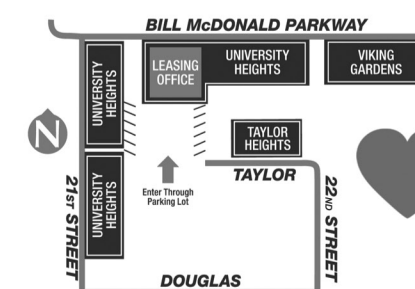 BILL McDONALD PARKWAY
UNIVERSITY
HEIGHTS
LEASING
OFFICE
UNIVERSITY
HEIGHTS
VIKING
GARDENS
N
TAYLOR
HEIGHTS
TAYLOR
Enter Through
Parking Lot
UNIVERSITY
HEIGHTS
21ST STREET
22ND STREET
DOUGLAS